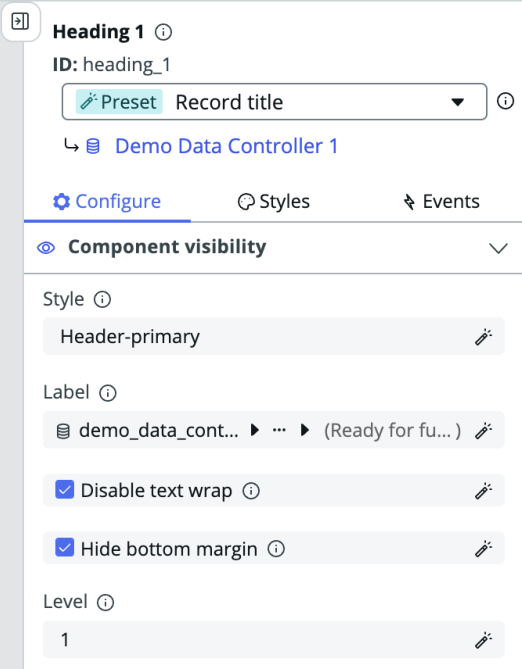 Heading 1
ID: heading_1
Preset Record title
Demo Data Controller 1
Configure Styles Events
Component visibility
Style
Header-primary
Label
demo_data_cont... ... (Ready for fu... )
Disable text wrap
Hide bottom margin
Level
1